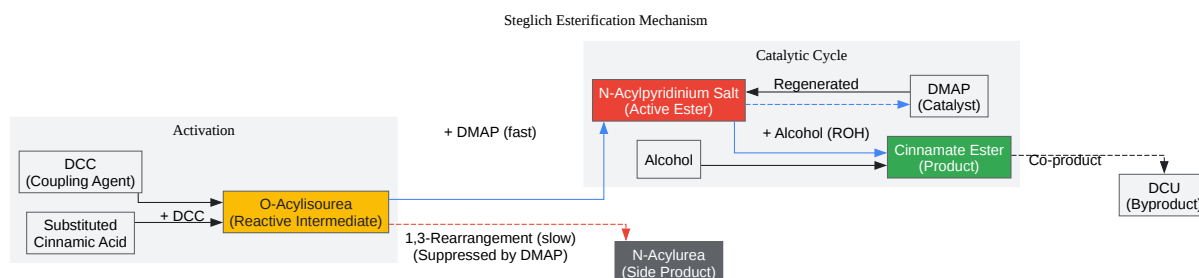 Steglich Esterification Mechanism
Catalytic Cycle
N-Acylpyridinium Salt
(Active Ester)
Regenerated
DMAP
(Catalyst)
Activation
+ DMAP (fast)
+ Alcohol (ROH)
Alcohol
Cinnamate Ester
(Product)
Co-product
DCU
(Byproduct)
DCC
(Coupling Agent)
Substituted
Cinnamic Acid
+ DCC
O-Acylisourea
(Reactive Intermediate)
1,3-Rearrangement (slow)
(Suppressed by DMAP)
N-Acylurea
(Side Product)